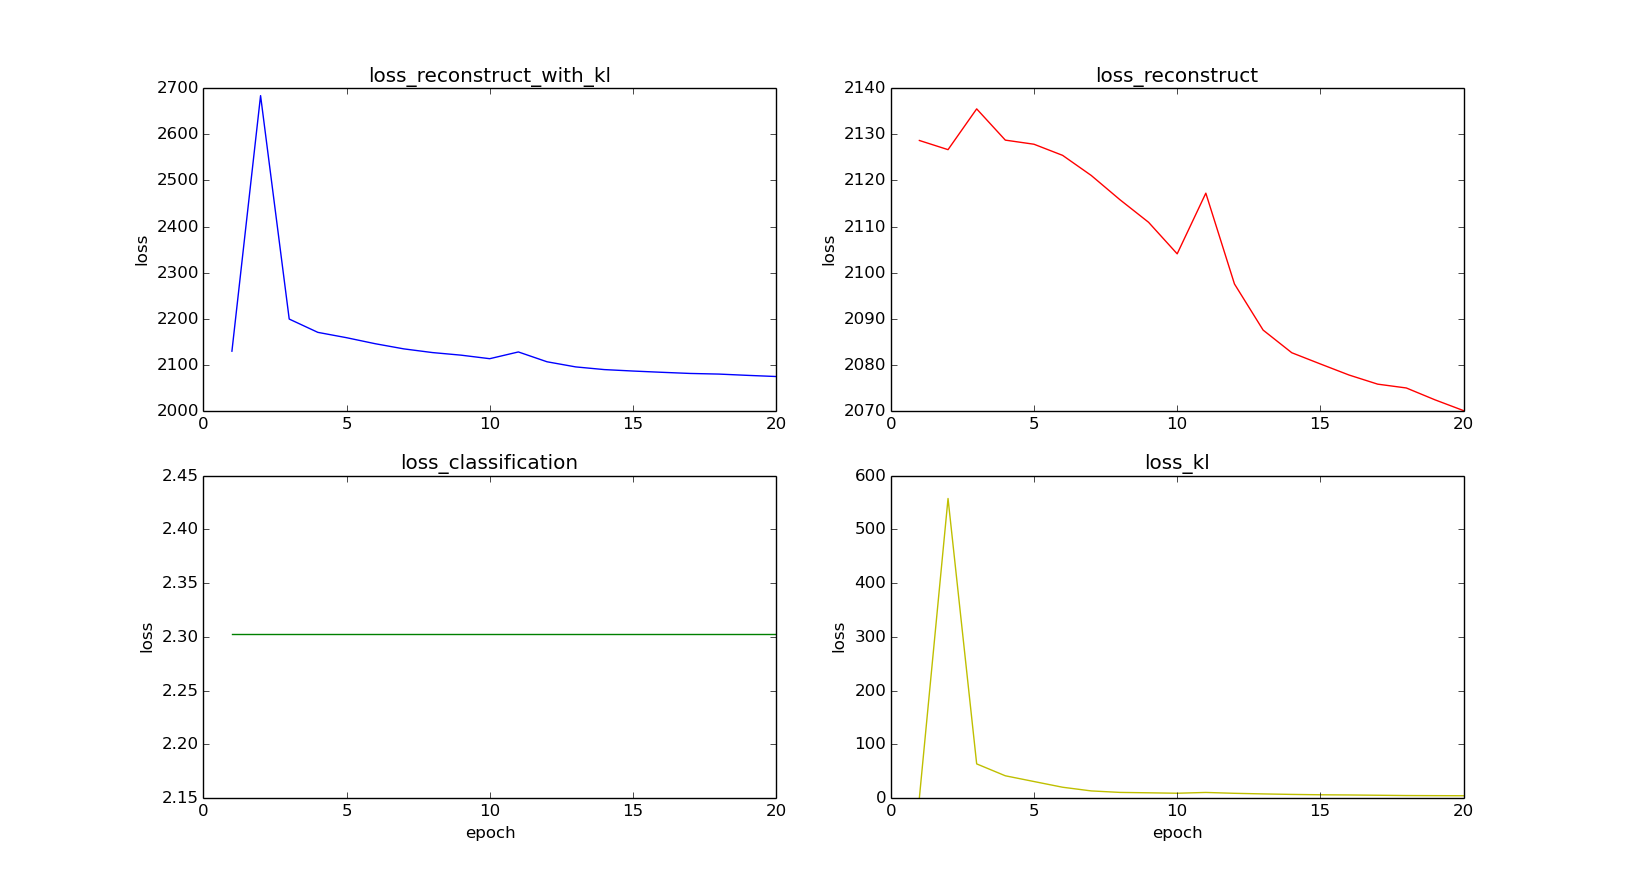 loss_reconstruct_with_kl
2700
2600
2500
2400
2300
2200
2100
2000
loss
0 5 10 15 20
loss_reconstruct
2140
2130
2120
2110
2100
2090
2080
2070
loss
0 5 10 15 20
loss_classification
2.45
2.40
2.35
2.30
2.25
2.20
2.15
loss
0 5 10 15 20
epoch
loss_kl
600
500
400
300
200
100
0
loss
0 5 10 15 20
epoch